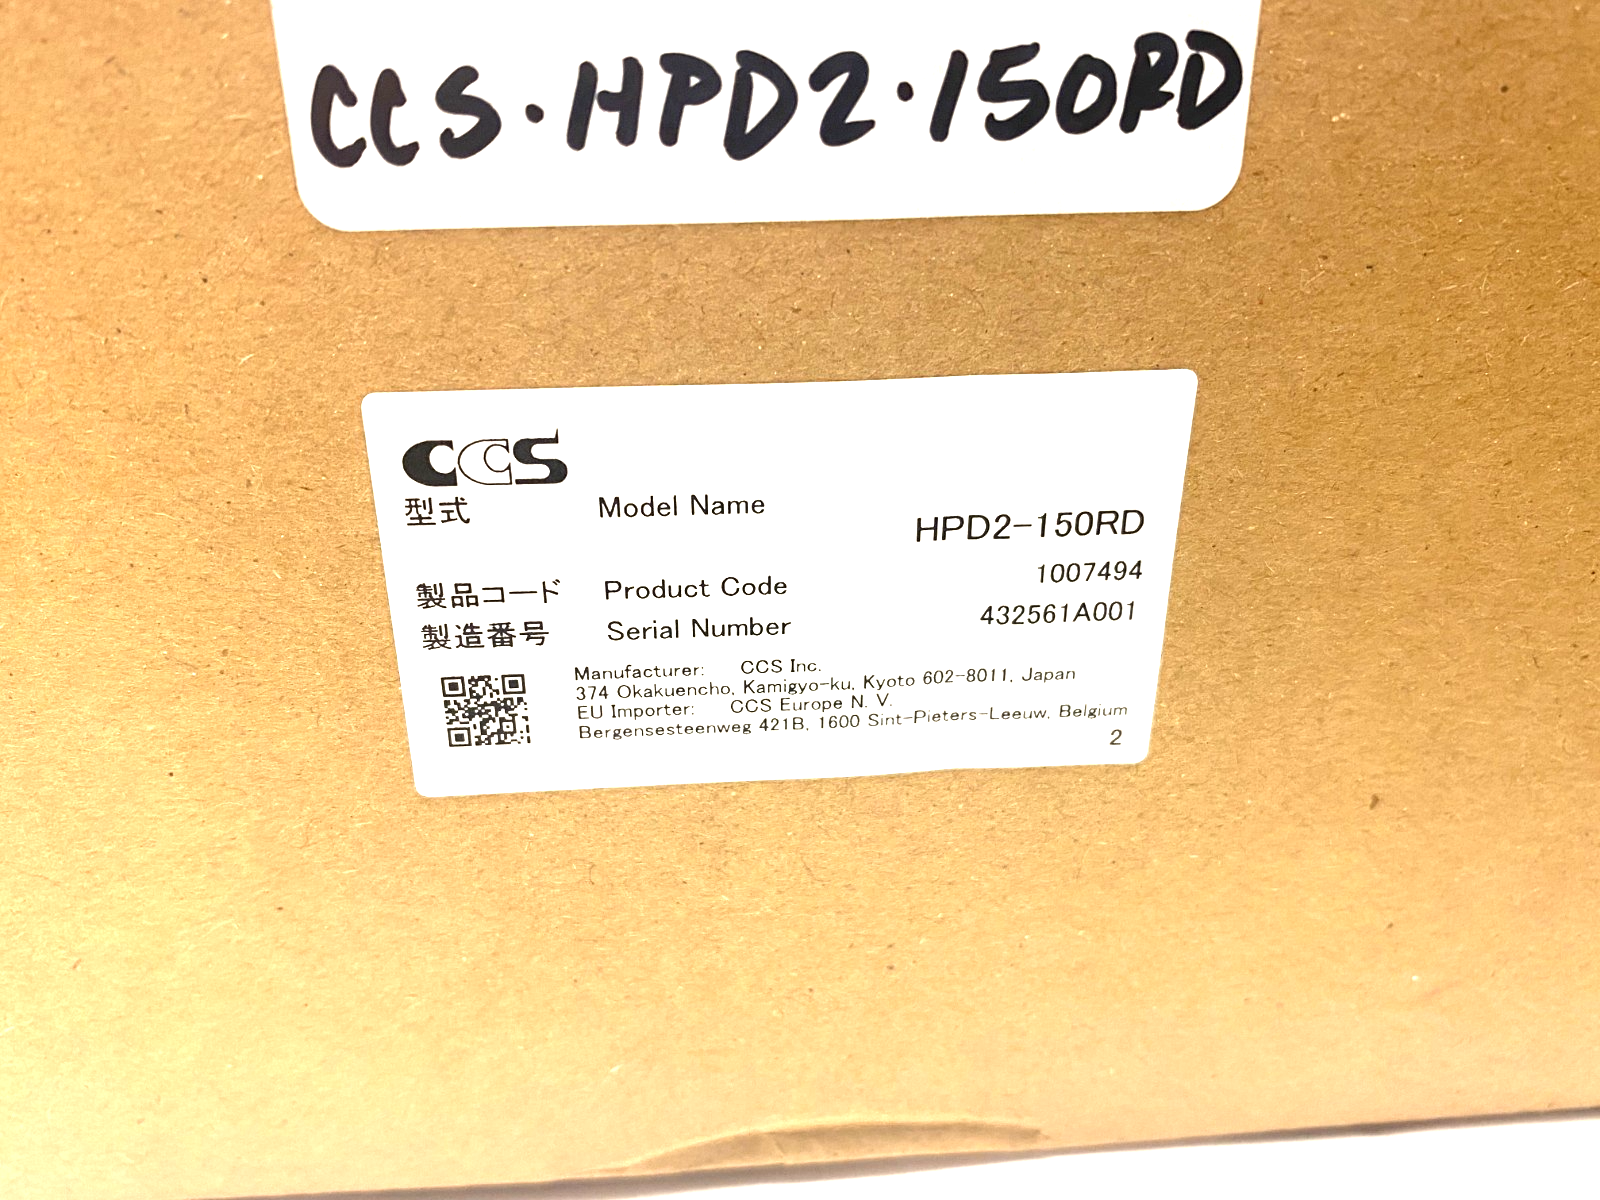 CCS·HPD2·150RD
CCS
型式 Model Name HPD2-150RD
製品コード Product Code 1007494
製造番号 Serial Number 432561A001
Manufacturer: CCS Inc.
374 Okakuencho, Kamigyo-ku, Kyoto 602-8011, Japan
EU Importer: CCS Europe N. V.
Bergensesteenweg 421B, 1600 Sint-Pieters-Leeuw, Belgium
2